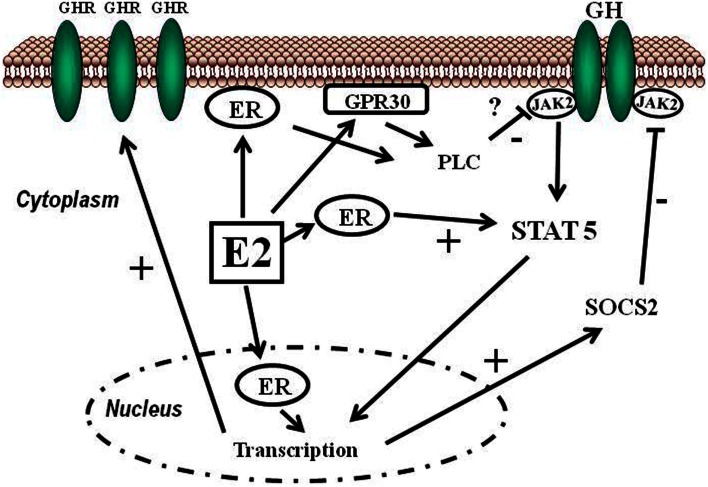 GHR GHR GHR
GH
ER
GPR30
?
JAK2
JAK2
-
PLC
Cytoplasm
ER
+
STAT 5
-
E2
+
SOCS2
+
ER
Nucleus
Transcription